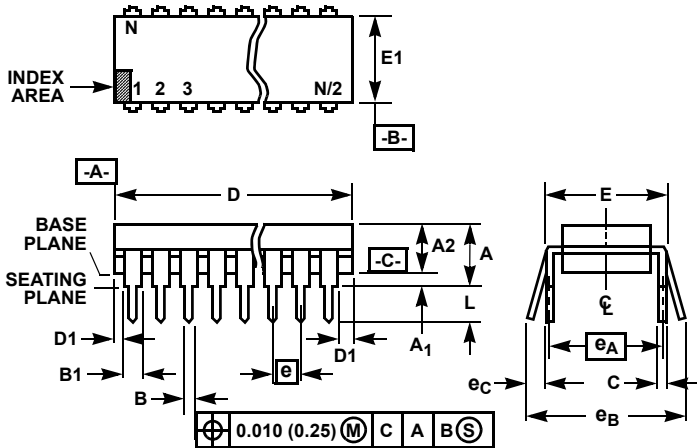 N
E1
INDEX
AREA
1 2 3 N/2
-B-
-A-
D
E
BASE
PLANE
A2
A
-C-
SEATING
PLANE
L
C
L
D1
A1
D1
eA
B1
e
eC
C
B
eB
0.010 (0.25) M C A B S